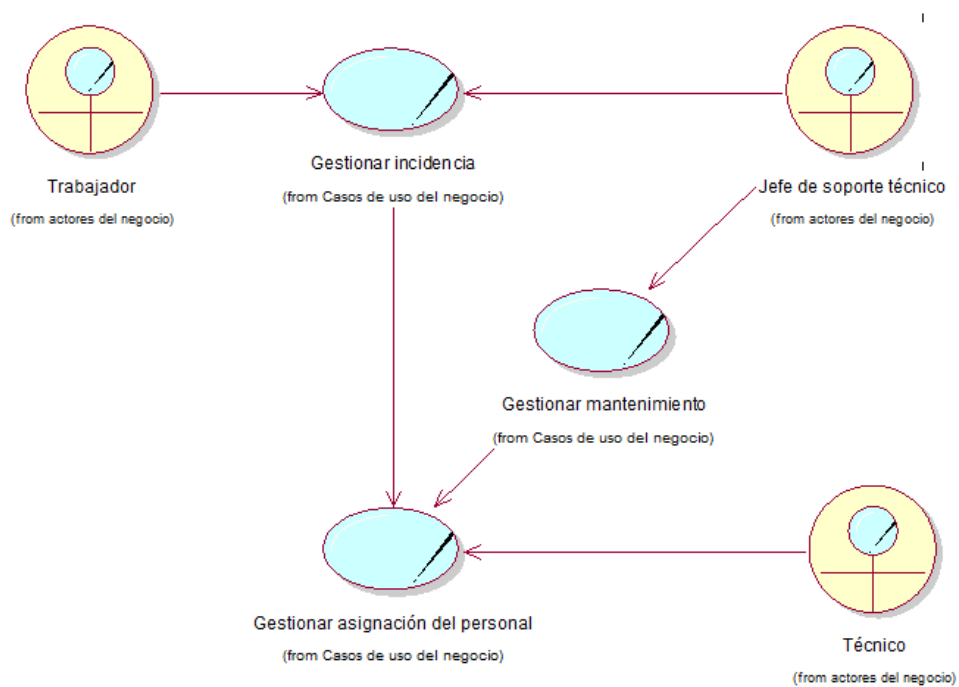 Gestionar incidencia
(from Casos de uso del negocio)
Trabajador
(from actores del negocio)
Jefe de soporte técnico
(from actores del negocio)
Gestionar mantenimiento
(from Casos de uso del negocio)
Gestionar asignación del personal
(from Casos de uso del negocio)
Técnico
(from actores del negocio)